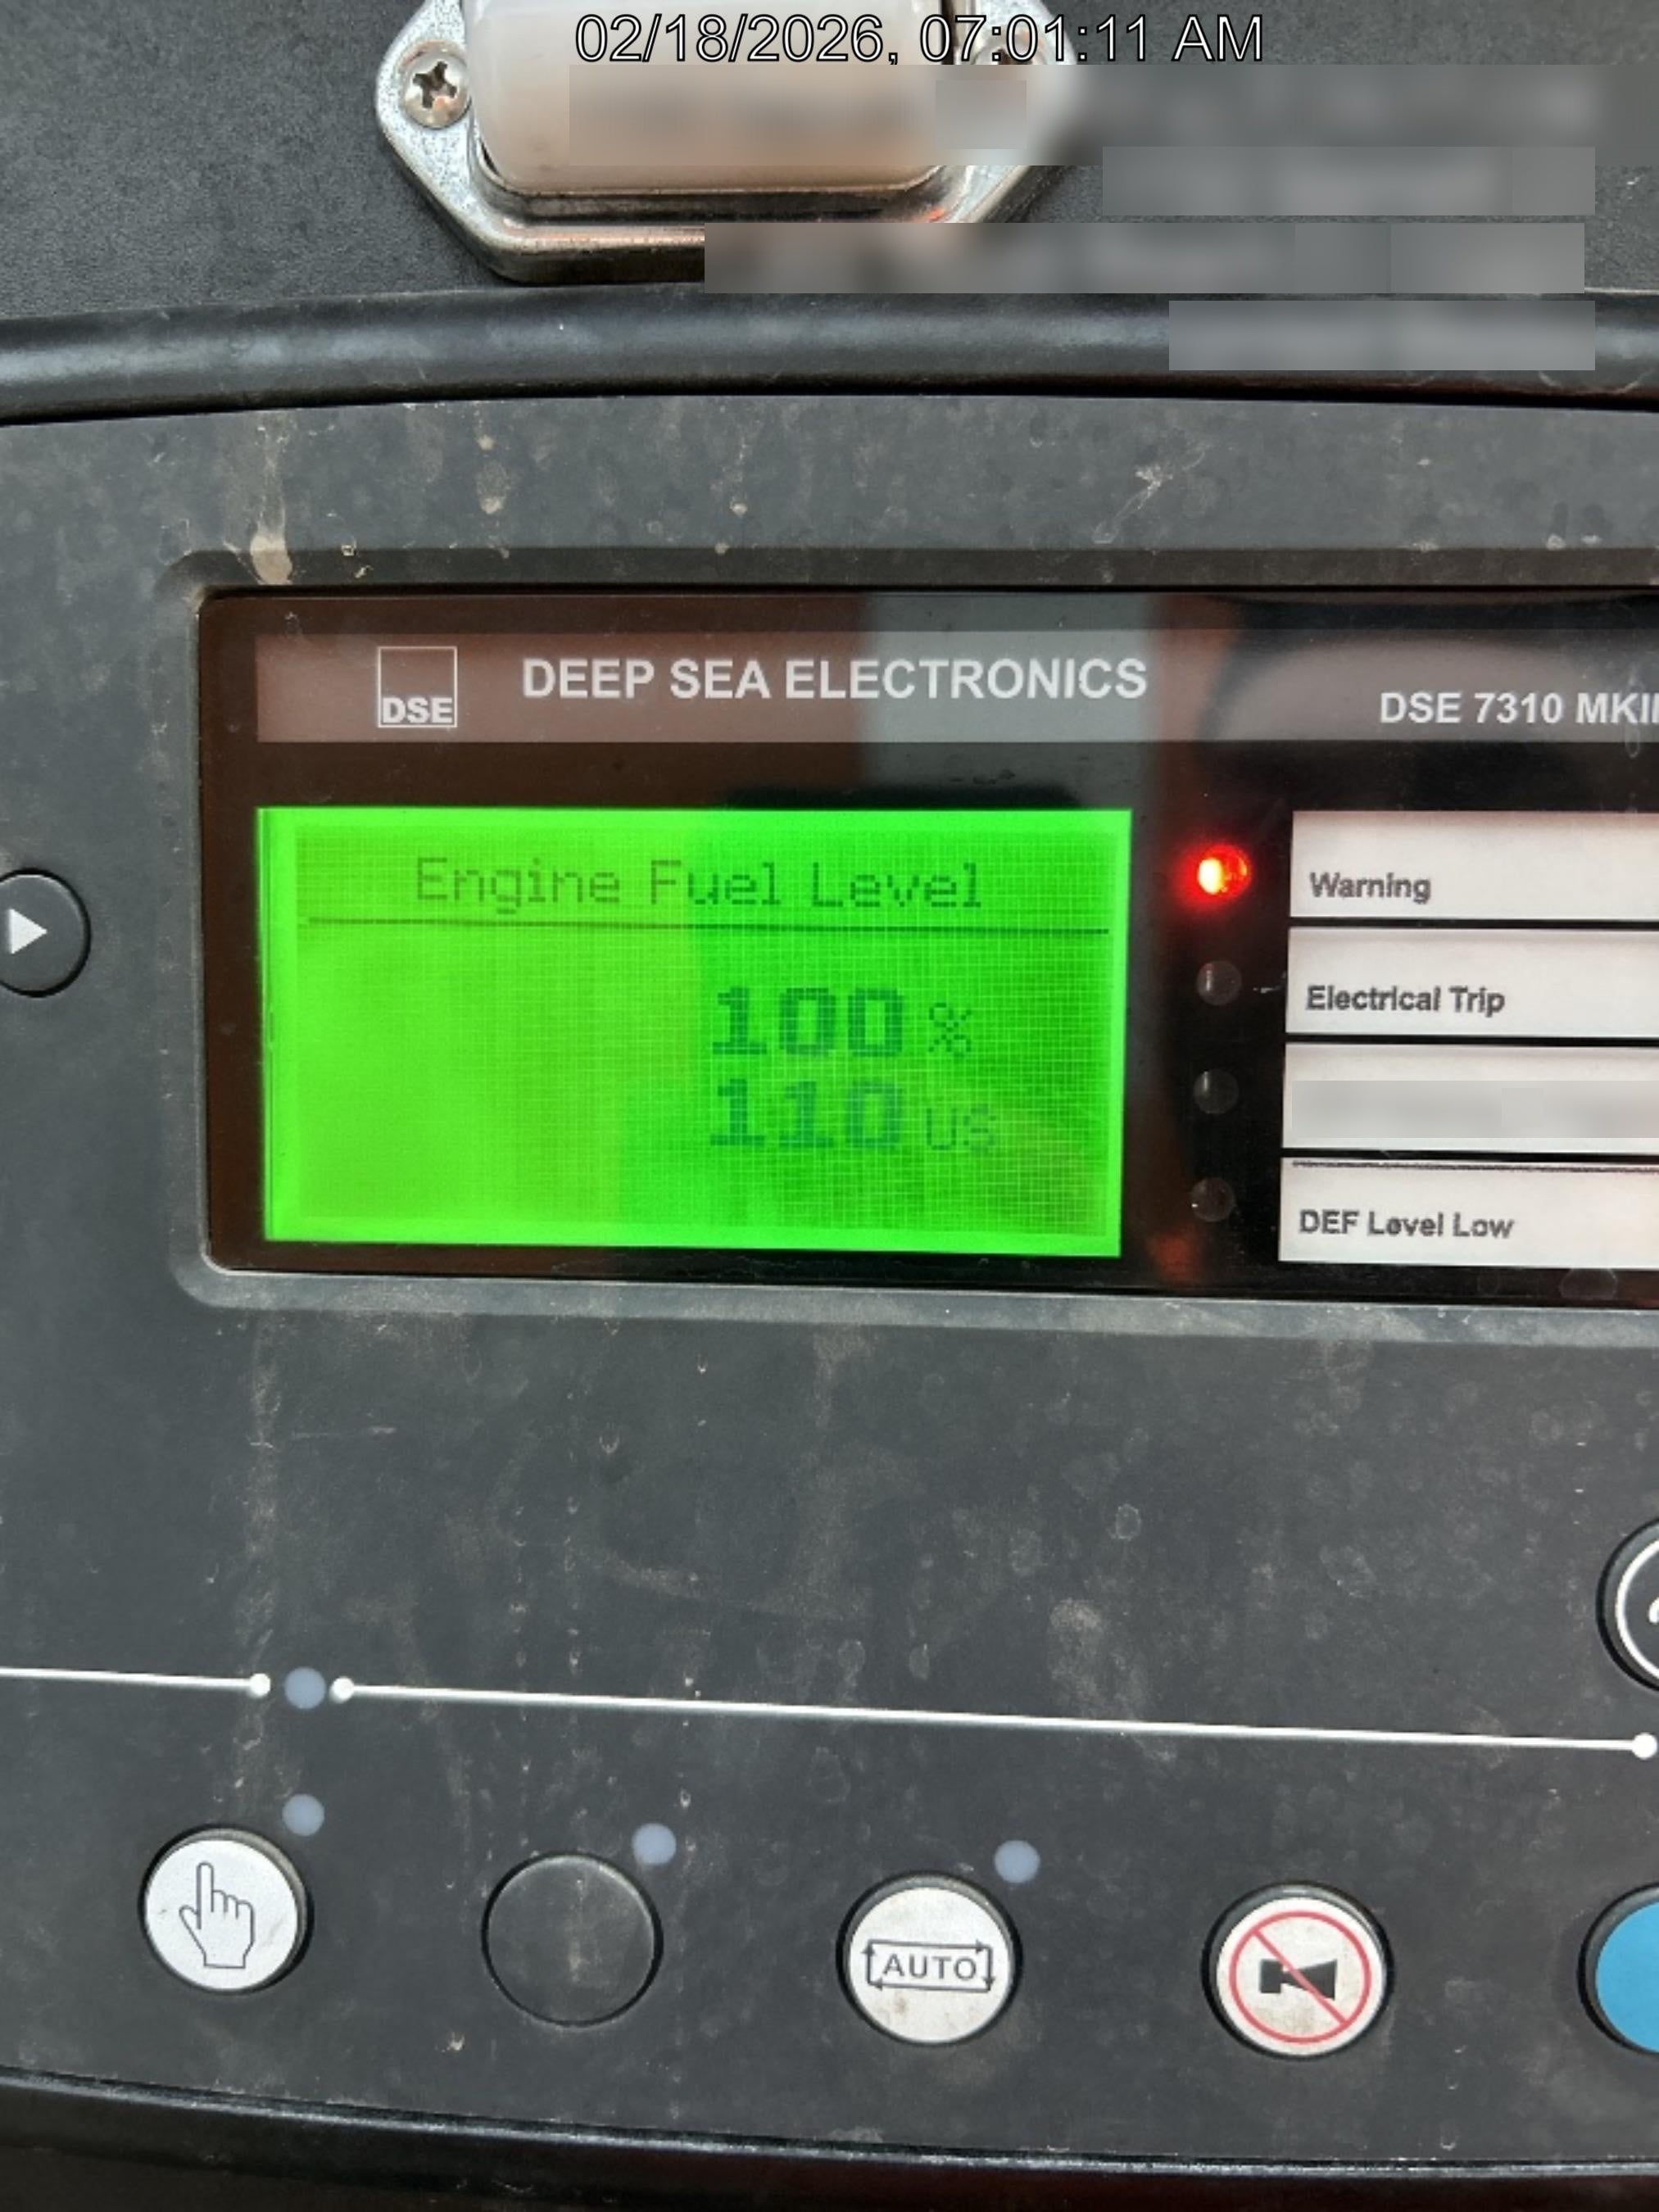 02/18/2026, 07:01:11 AM
DSE
DEEP SEA ELECTRONICS
DSE 7310 MKII
Engine Fuel Level
100 %
110 US
Warning
Electrical Trip
DEF Level Low
AUTO